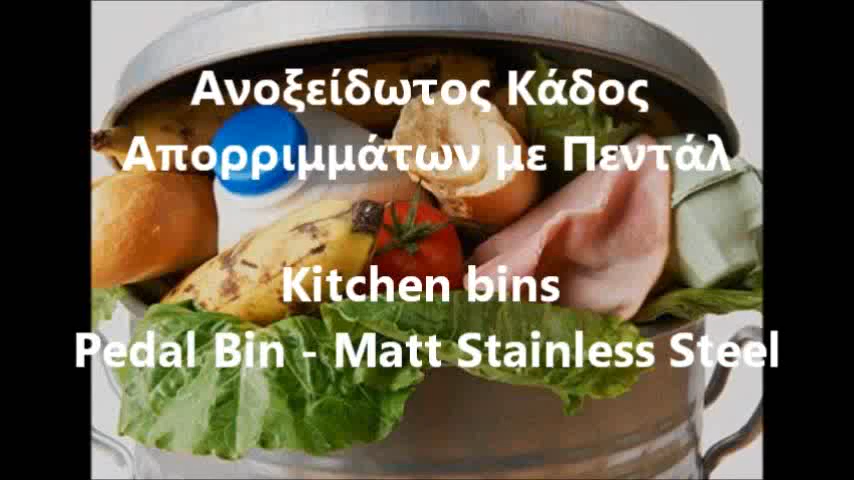 Ανοξείδωτος Κάδος
Απορριμμάτων με Πεντάλ
Kitchen bins
Pedal Bin - Matt Stainless Steel